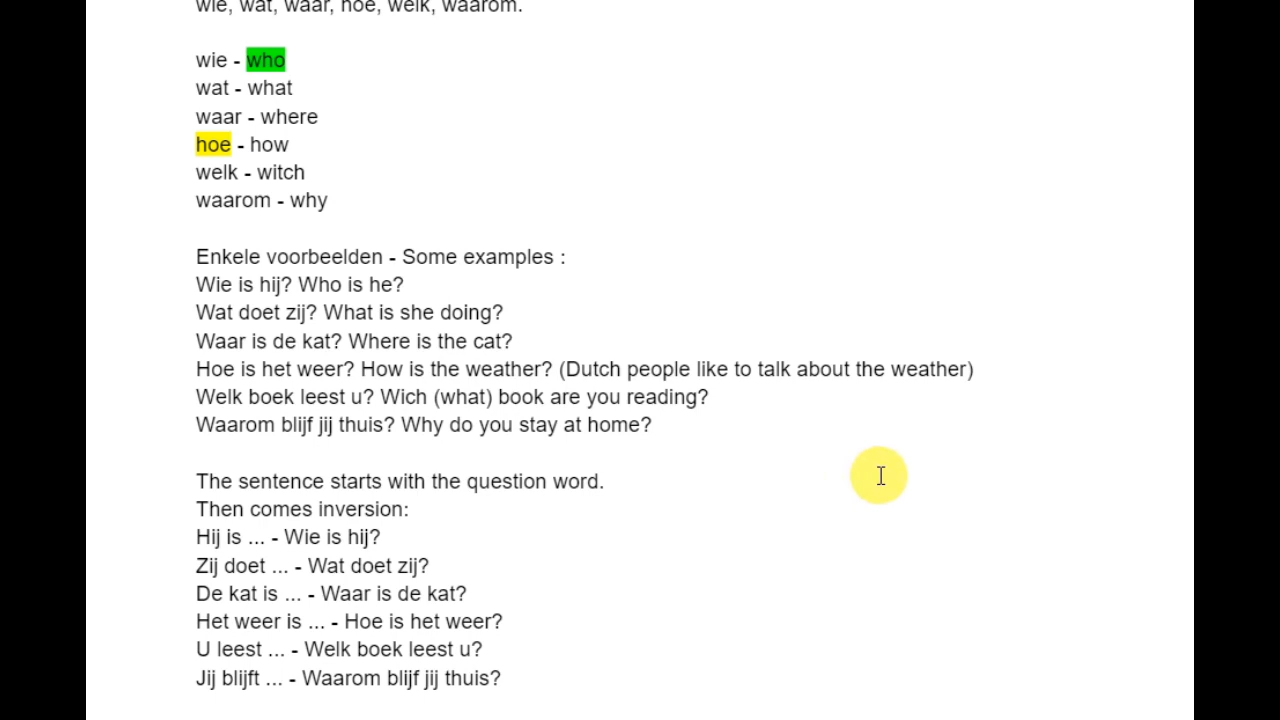 wie, wat, waar, hoe, welk, waarom.
wie - who
wat - what
waar - where
hoe - how
welk - witch
waarom - why
Enkele voorbeelden - Some examples :
Wie is hij? Who is he?
Wat doet zij? What is she doing?
Waar is de kat? Where is the cat?
Hoe is het weer? How is the weather? (Dutch people like to talk about the weather)
Welk boek leest u? Wich (what) book are you reading?
Waarom blijf jij thuis? Why do you stay at home?
The sentence starts with the question word.
Then comes inversion:
Hij is ... - Wie is hij?
Zij doet ... - Wat doet zij?
De kat is ... - Waar is de kat?
Het weer is ... - Hoe is het weer?
U leest ... - Welk boek leest u?
Jij blijft ... - Waarom blijf jij thuis?